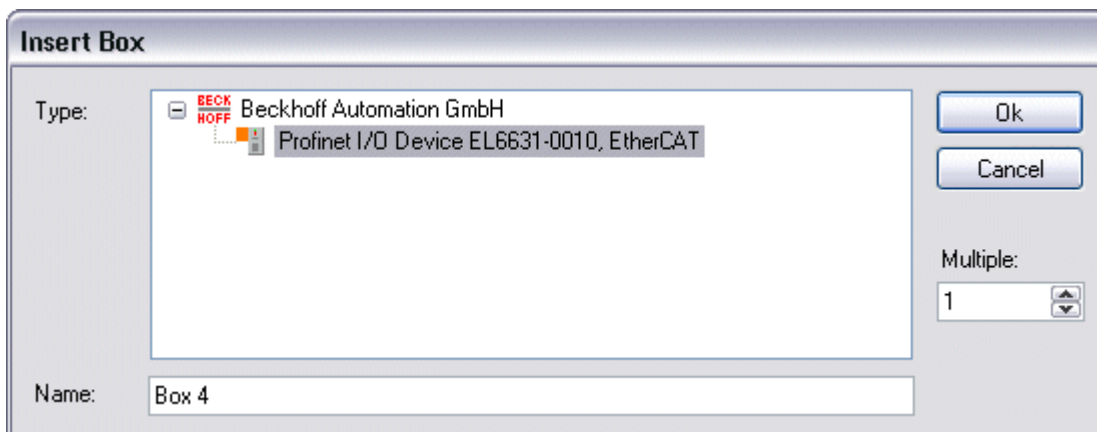 Insert Box
Type:
BECK
HOFF
Beckhoff Automation GmbH
Profinet I/O Device EL6631-0010, EtherCAT
Ok
Cancel
Multiple:
1
Name:
Box 4